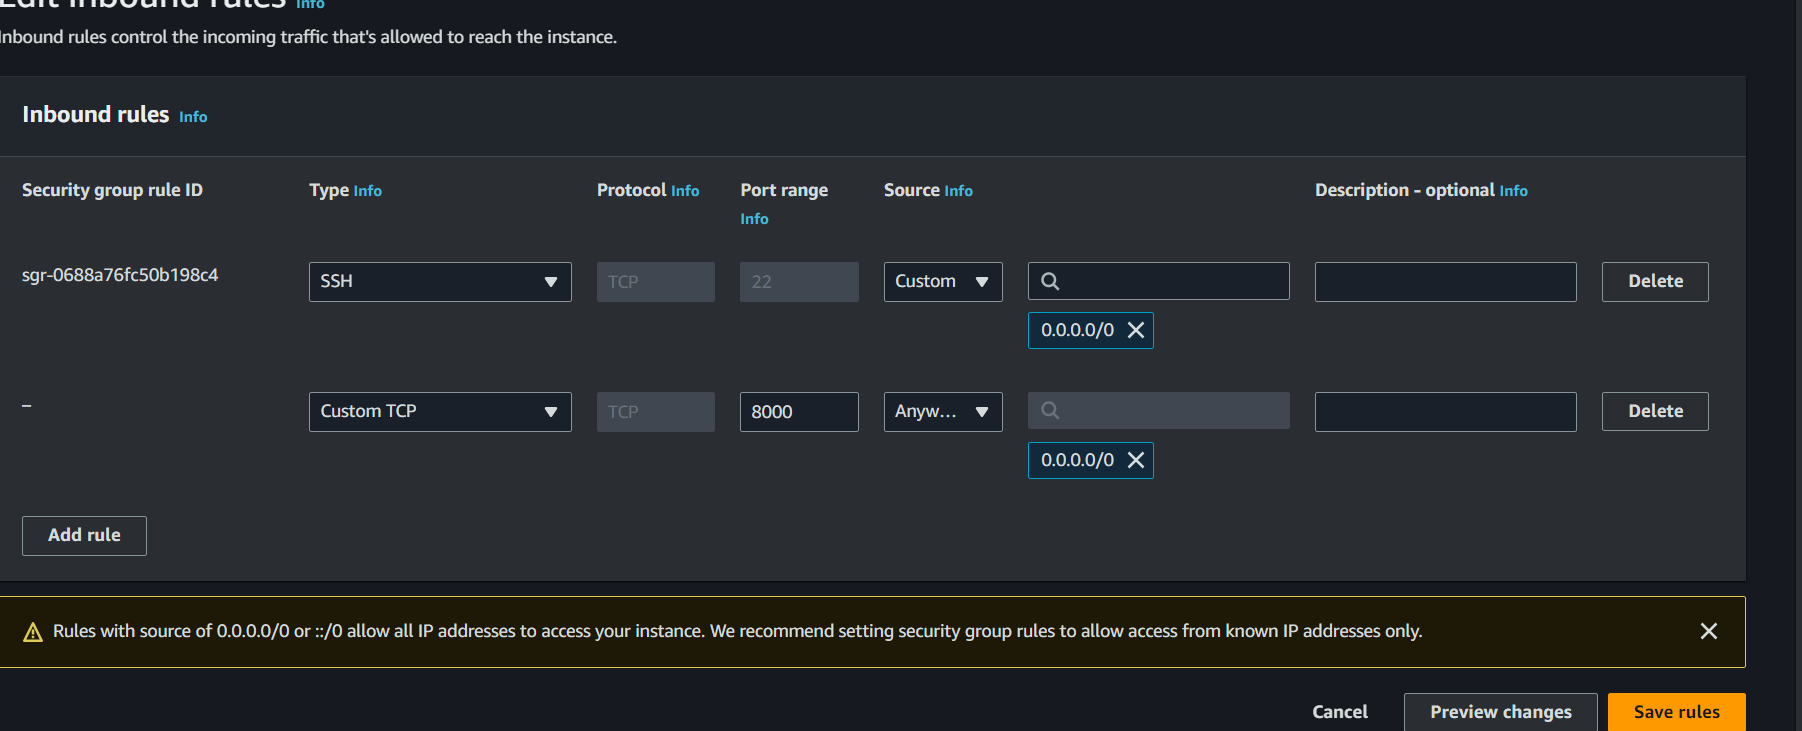 Edit inbound rules Info
Inbound rules control the incoming traffic that's allowed to reach the instance.
Inbound rules Info
Security group rule ID
Type Info
Protocol Info
Port range
Info
Source Info
Description - optional Info
sgr-0688a76fc50b198c4
SSH
TCP
22
Custom
0.0.0.0/0
Delete
–
Custom TCP
TCP
8000
Anyw...
0.0.0.0/0
Delete
Add rule
Rules with source of 0.0.0.0/0 or ::/0 allow all IP addresses to access your instance. We recommend setting security group rules to allow access from known IP addresses only.
Cancel
Preview changes
Save rules